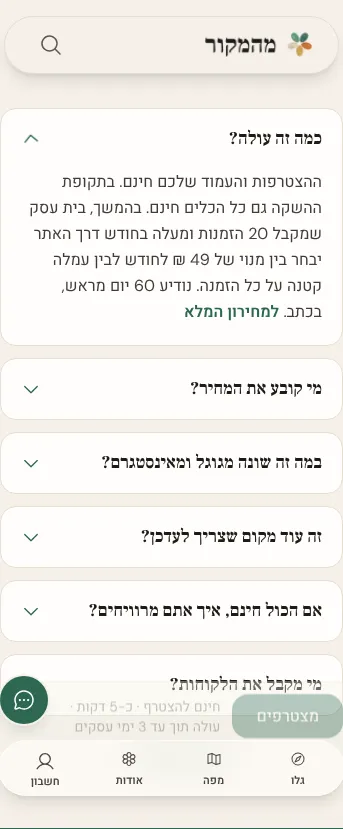 מהמקור
כמה זה עולה?
ההצטרפות והעמוד שלכם חינם. בתקופת
ההשקה גם כל הכלים חינם. בהמשך, בית עסק
שמקבל 20 הזמנות ומעלה בחודש דרך האתר
יבחר בין מנוי של 49 ₪ לחודש לבין עמלה
קטנה על כל הזמנה. נודיע 60 יום מראש,
בכתב. למחירון המלא
מי קובע את המחיר?
במה זה שונה מגוגל ומאינסטגרם?
זה עוד מקום שצריך לעדכן?
אם הכול חינם, איך אתם מרוויחים?
מי מקבל את הלקוחות?
מצטרפים
חינם להצטרף · כ-5 דקות ·
עולה תוך עד 3 ימי עסקים
גלו
מפה
אודות
חשבון